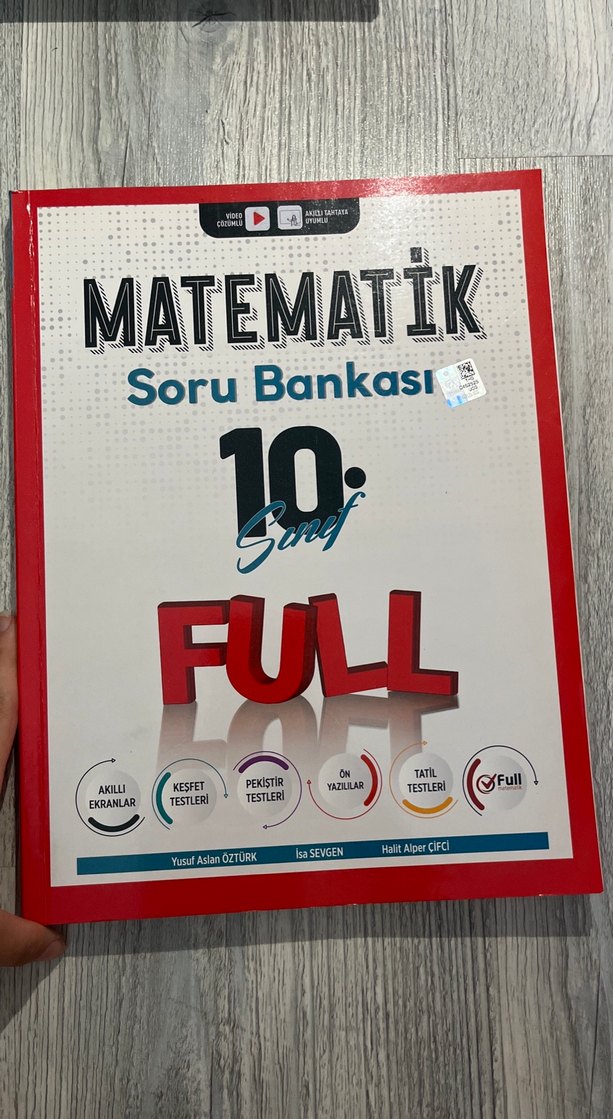 VİDEO
ÇÖZÜMLÜ
AKILLI TAHTAYA
UYUMLU
MATEMATİK
Soru Bankası
10.
Sınıf
FULL
AKILLI
EKRANLAR
KEŞFET
TESTLERİ
PEKİŞTİR
TESTLERİ
ÖN
YAZILILAR
TATİL
TESTLERİ
Full
matematik
Yusuf Aslan ÖZTÜRK
İsa SEVGEN
Halit Alper ÇİFCİ